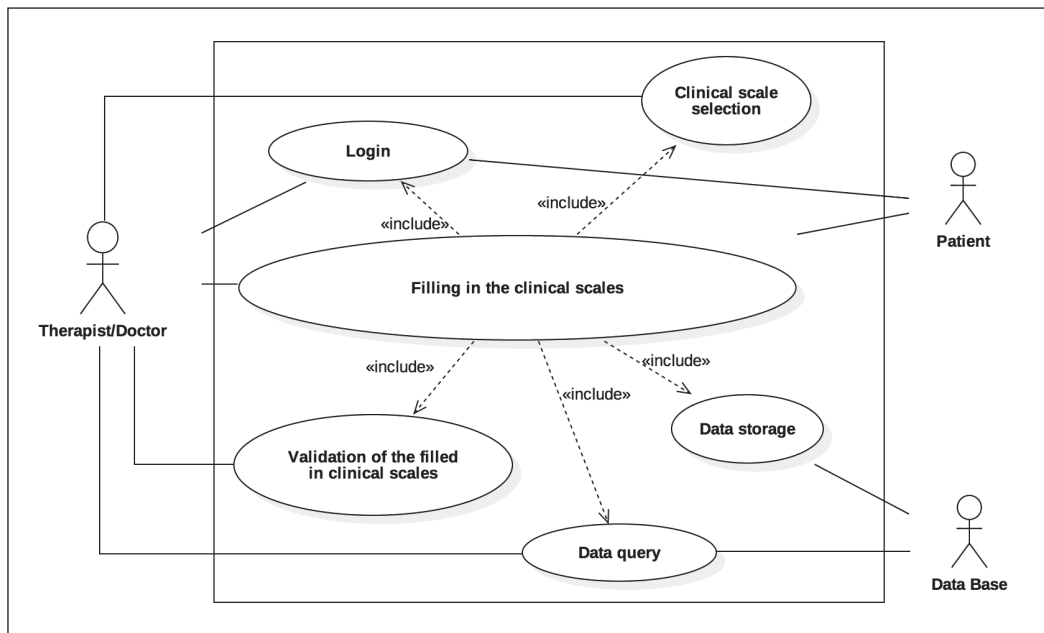 Clinical scale
selection
Login
«include»
«include»
Patient
Filling in the clinical scales
Therapist/Doctor
«include»
«include»
«include»
Data storage
Validation of the filled
in clinical scales
Data query
Data Base